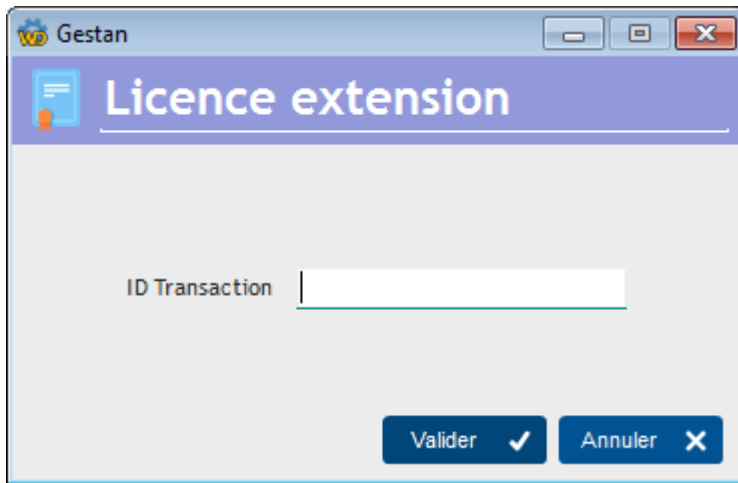 Gestan
Licence extension
ID Transaction
Valider
Annuler